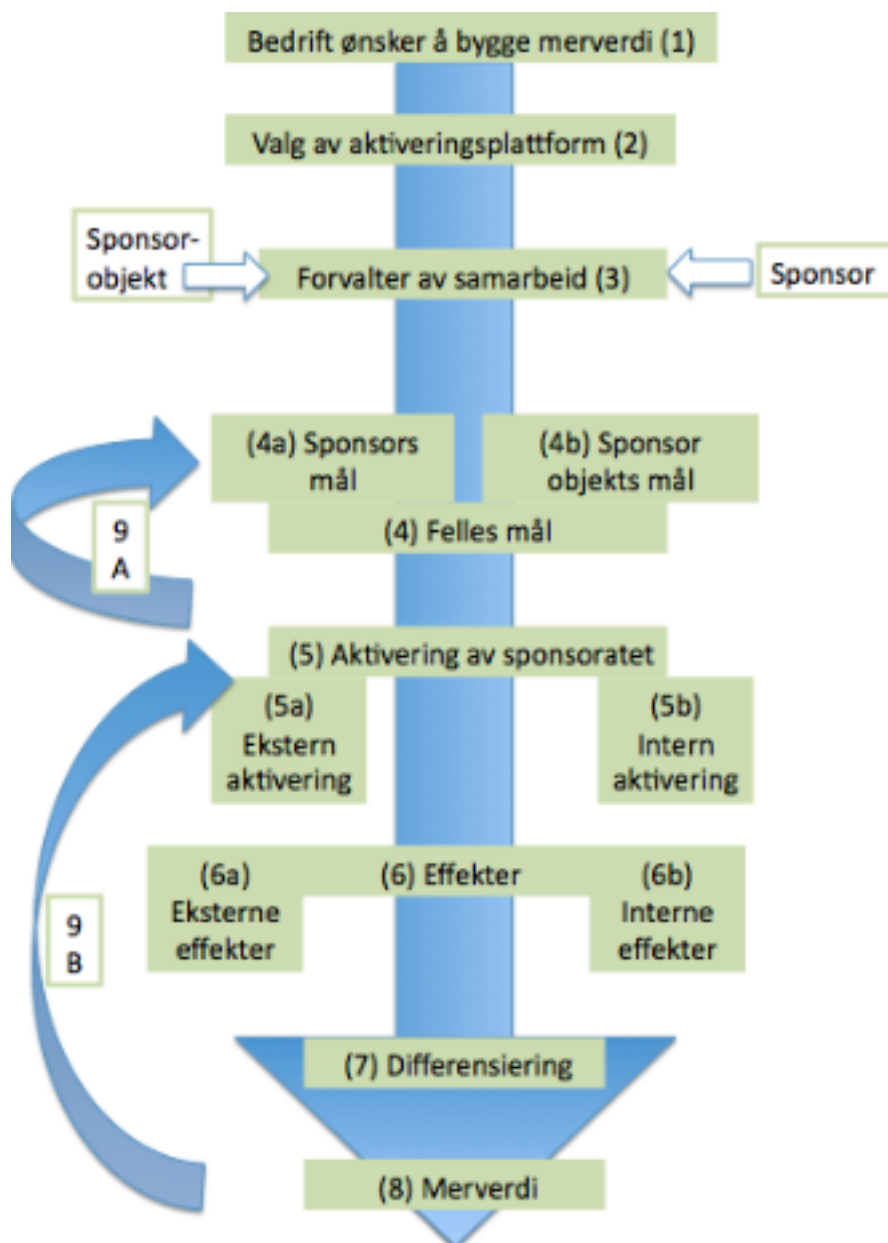 Bedrift ønsker å bygge merverdi (1)
Valg av aktiveringsplattform (2)
Sponsor-
objekt
Forvalter av samarbeid (3)
Sponsor
(4a) Sponsors
mål
(4b) Sponsor
objekts mål
(4) Felles mål
9
A
(5) Aktivering av sponsoratet
(5a)
Ekstern
aktivering
(5b)
Intern
aktivering
(6a)
Eksterne
effekter
(6) Effekter
(6b)
Interne
effekter
9
B
(7) Differensiering
(8) Merverdi